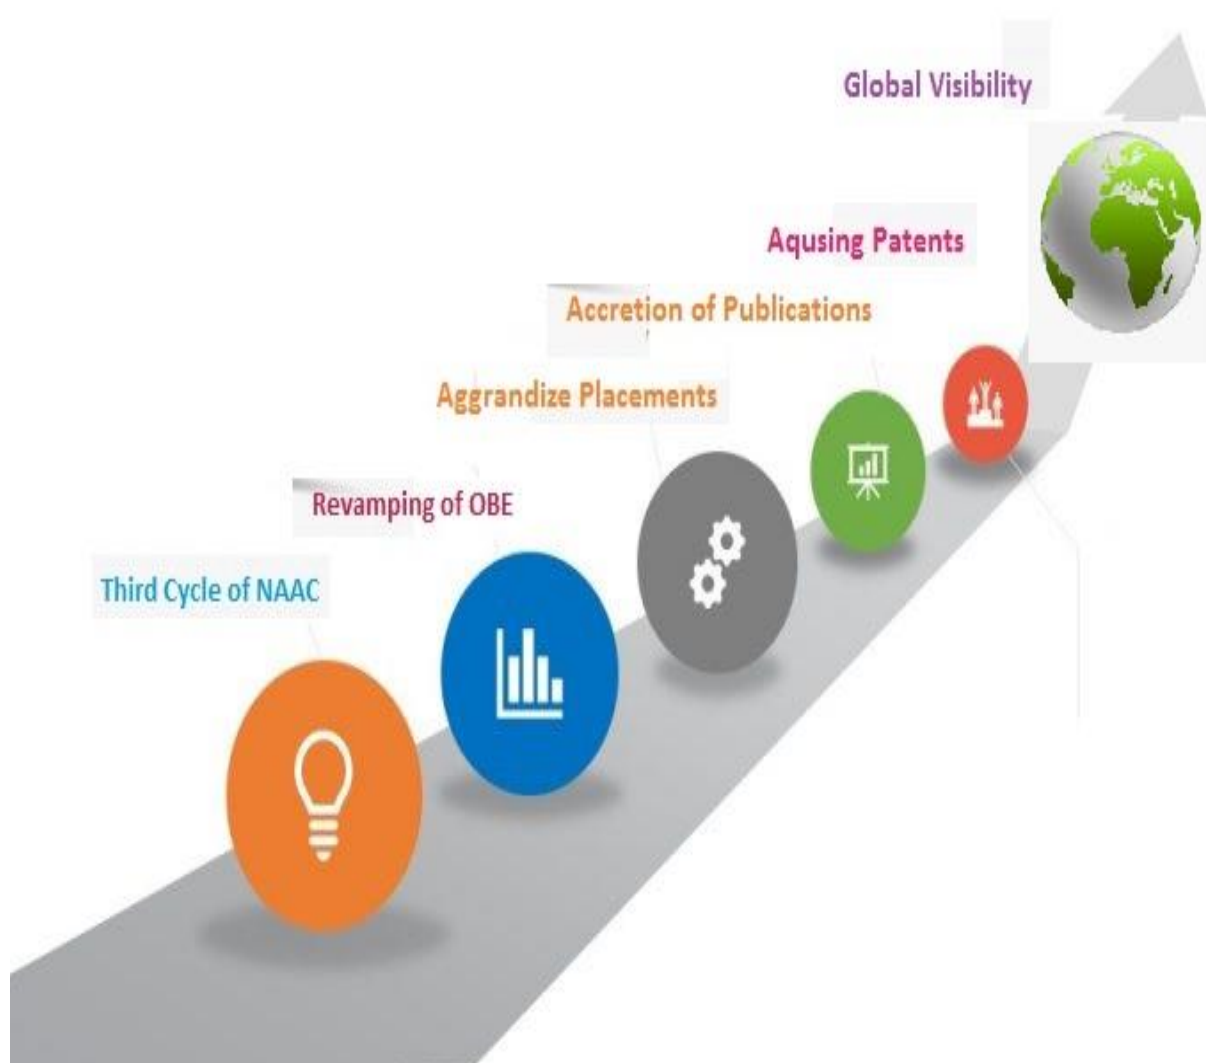 Global Visibility
Aqusing Patents
Accretion of Publications
Aggrandize Placements
Revamping of OBE
Third Cycle of NAAC